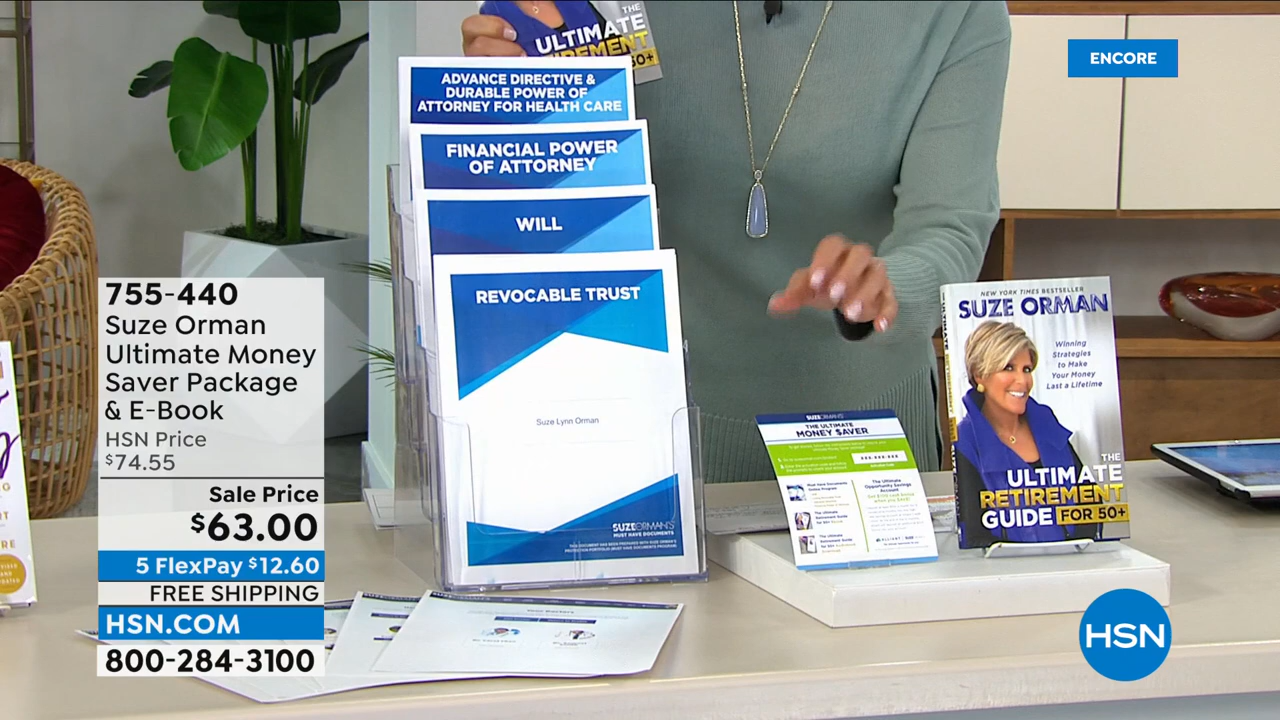 ENCORE
THE
ULTIMATE
ADVANCE DIRECTIVE &
DURABLE POWER OF
ATTORNEY FOR HEALTH CARE
FINANCIAL POWER
OF ATTORNEY
WILL
REVOCABLE TRUST
Suze Lynn Orman
SUZE ORMAN'S
MUST HAVE DOCUMENTS
755-440
Suze Orman
Ultimate Money
Saver Package
& E-Book
HSN Price
$74.55
Sale Price
$63.00
5 FlexPay $12.60
FREE SHIPPING
HSN.COM
800-284-3100
SUZE ORMAN'S
THE ULTIMATE
MONEY $AVER
NEW YORK TIMES BESTSELLER
SUZE ORMAN
Winning
Strategies
to Make
Your Money
Last a Lifetime
THE
ULTIMATE
RETIREMENT
GUIDE FOR 50+
HSN